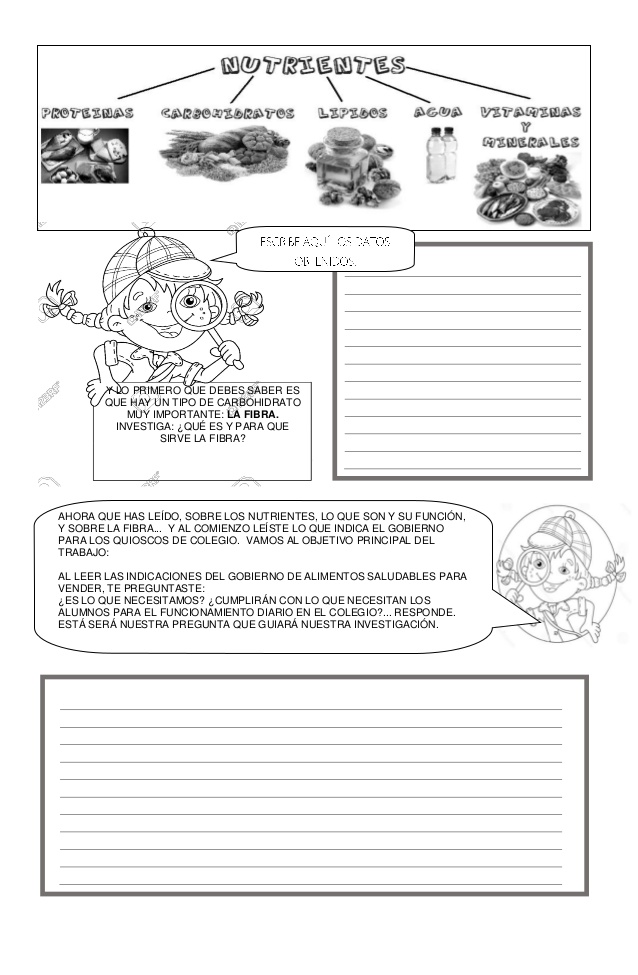 NUTRIENTES
PROTEINAS
CARBOHIDRATOS
LIPIDOS
AGUA
VITAMINAS
Y
MINERALES
ESCRIBE AQUÍ LOS DATOS
OBTENIDOS.
Y LO PRIMERO QUE DEBES SABER ES
QUE HAY UN TIPO DE CARBOHIDRATO
MUY IMPORTANTE: LA FIBRA.
INVESTIGA: ¿QUÉ ES Y PARA QUE
SIRVE LA FIBRA?
AHORA QUE HAS LEÍDO, SOBRE LOS NUTRIENTES, LO QUE SON Y SU FUNCIÓN,
Y SOBRE LA FIBRA... Y AL COMIENZO LEÍSTE LO QUE INDICA EL GOBIERNO
PARA LOS QUIOSCOS DE COLEGIO. VAMOS AL OBJETIVO PRINCIPAL DEL
TRABAJO:
AL LEER LAS INDICACIONES DEL GOBIERNO DE ALIMENTOS SALUDABLES PARA
VENDER, TE PREGUNTASTE:
¿ES LO QUE NECESITAMOS? ¿CUMPLIRÁN CON LO QUE NECESITAN LOS
ALUMNOS PARA EL FUNCIONAMIENTO DIARIO EN EL COLEGIO?... RESPONDE.
ESTÁ SERÁ NUESTRA PREGUNTA QUE GUIARÁ NUESTRA INVESTIGACIÓN.